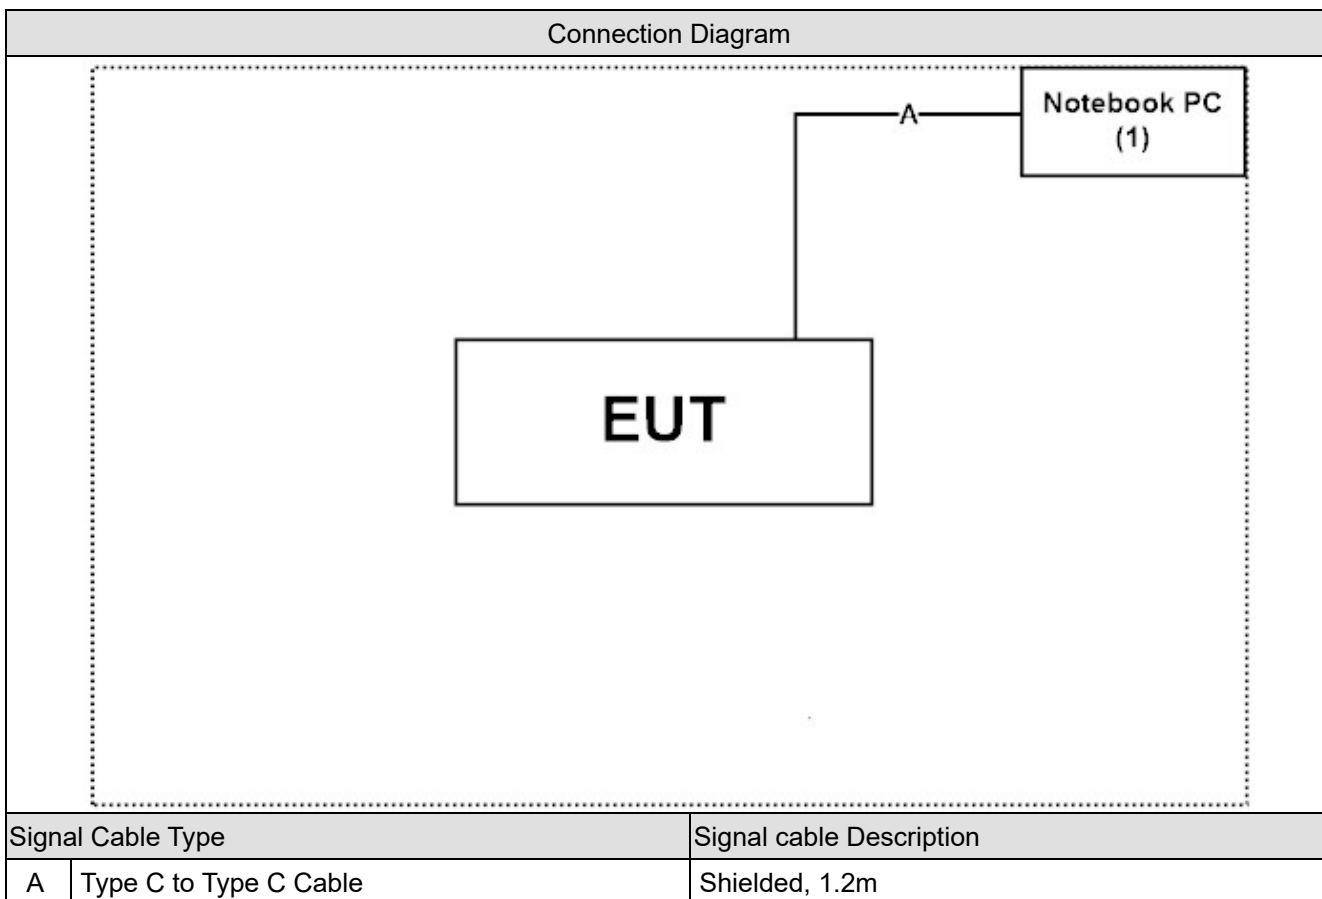 Connection Diagram
A
Notebook PC
(1)
EUT
Signal Cable Type
Signal cable Description
A
Type C to Type C Cable
Shielded, 1.2m